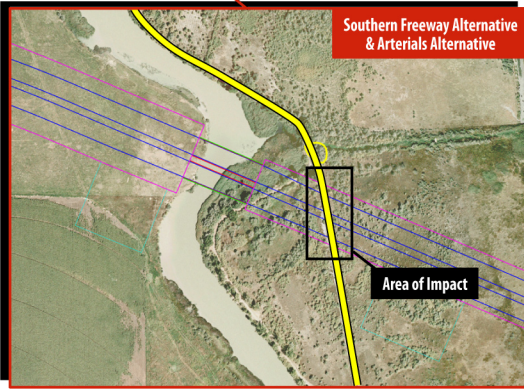 Southern Freeway Alternative
& Arterials Alternative
Area of Impact